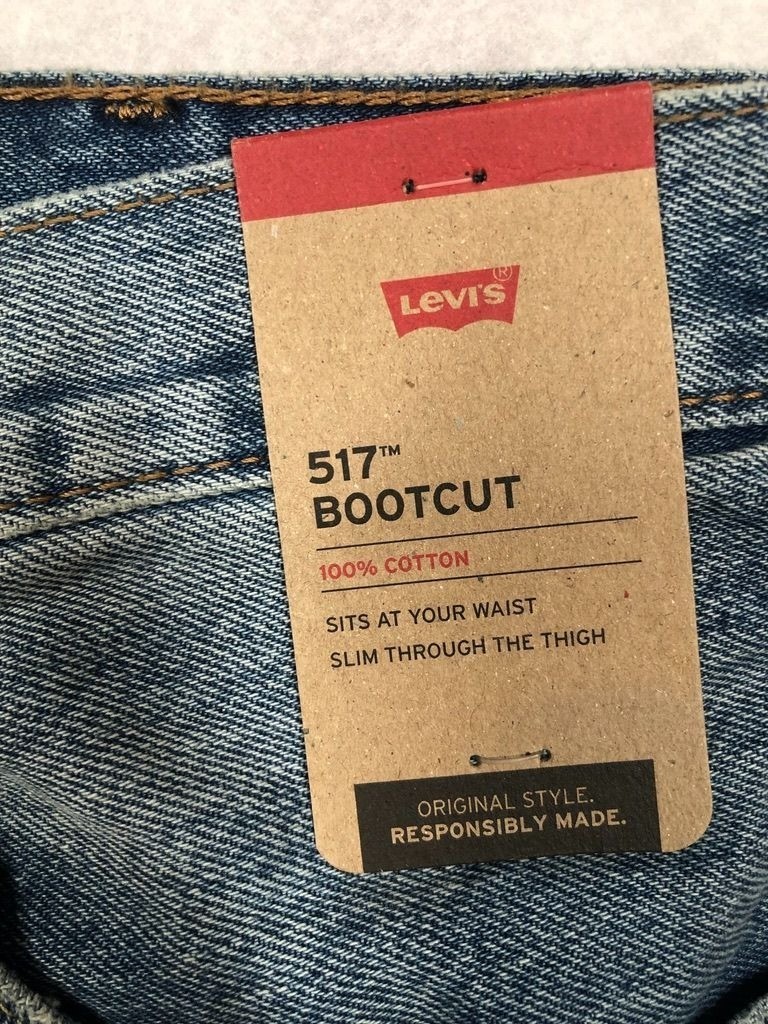 Levi's®
517™
BOOTCUT
100% COTTON
SITS AT YOUR WAIST
SLIM THROUGH THE THIGH
ORIGINAL STYLE.
RESPONSIBLY MADE.